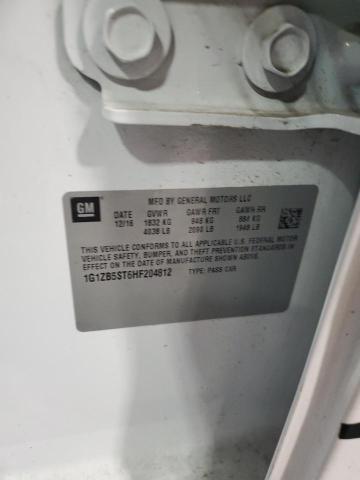 GM
MFD BY GENERAL MOTORS LLC
DATE GVWR GAWR FRT GAWR RR
12/16 1832 KG 948 KG 884 KG
4038 LB 2090 LB 1948 LB
THIS VEHICLE CONFORMS TO ALL APPLICABLE U.S. FEDERAL MOTOR
VEHICLE SAFETY, BUMPER, AND THEFT PREVENTION STANDARDS IN
EFFECT ON THE DATE OF MANUFACTURE SHOWN ABOVE.
1G1ZB5ST6HF204812 TYPE: PASS CAR